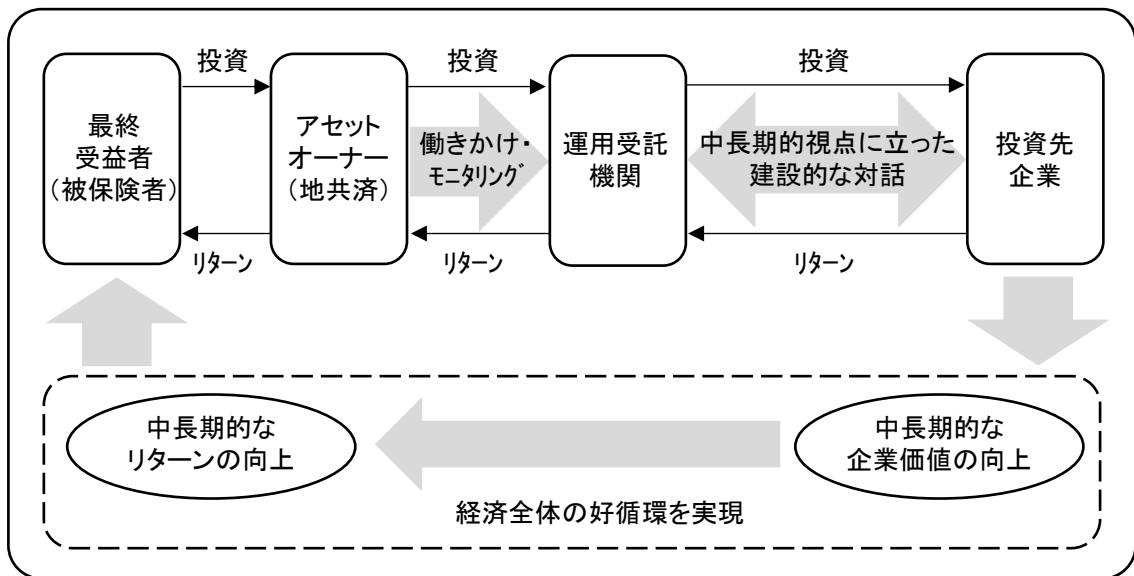 投資
投資
投資
最終
受益者
（被保険者）
アセット
オーナー
（地共済）
働きかけ・
ﾓﾆﾀﾘﾝｸﾞ
運用受託
機関
中長期的視点に立った
建設的な対話
投資先
企業
ﾘﾀｰﾝ
ﾘﾀｰﾝ
ﾘﾀｰﾝ
中長期的な
リターンの向上
中長期的な
企業価値の向上
経済全体の好循環を実現